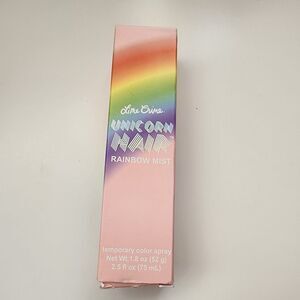 Lime Crime
UNICORN
HAIR
RAINBOW MIST
temporary color spray
Net Wt. 1.8 oz (52 g)
2.5 fl oz (75 mL)